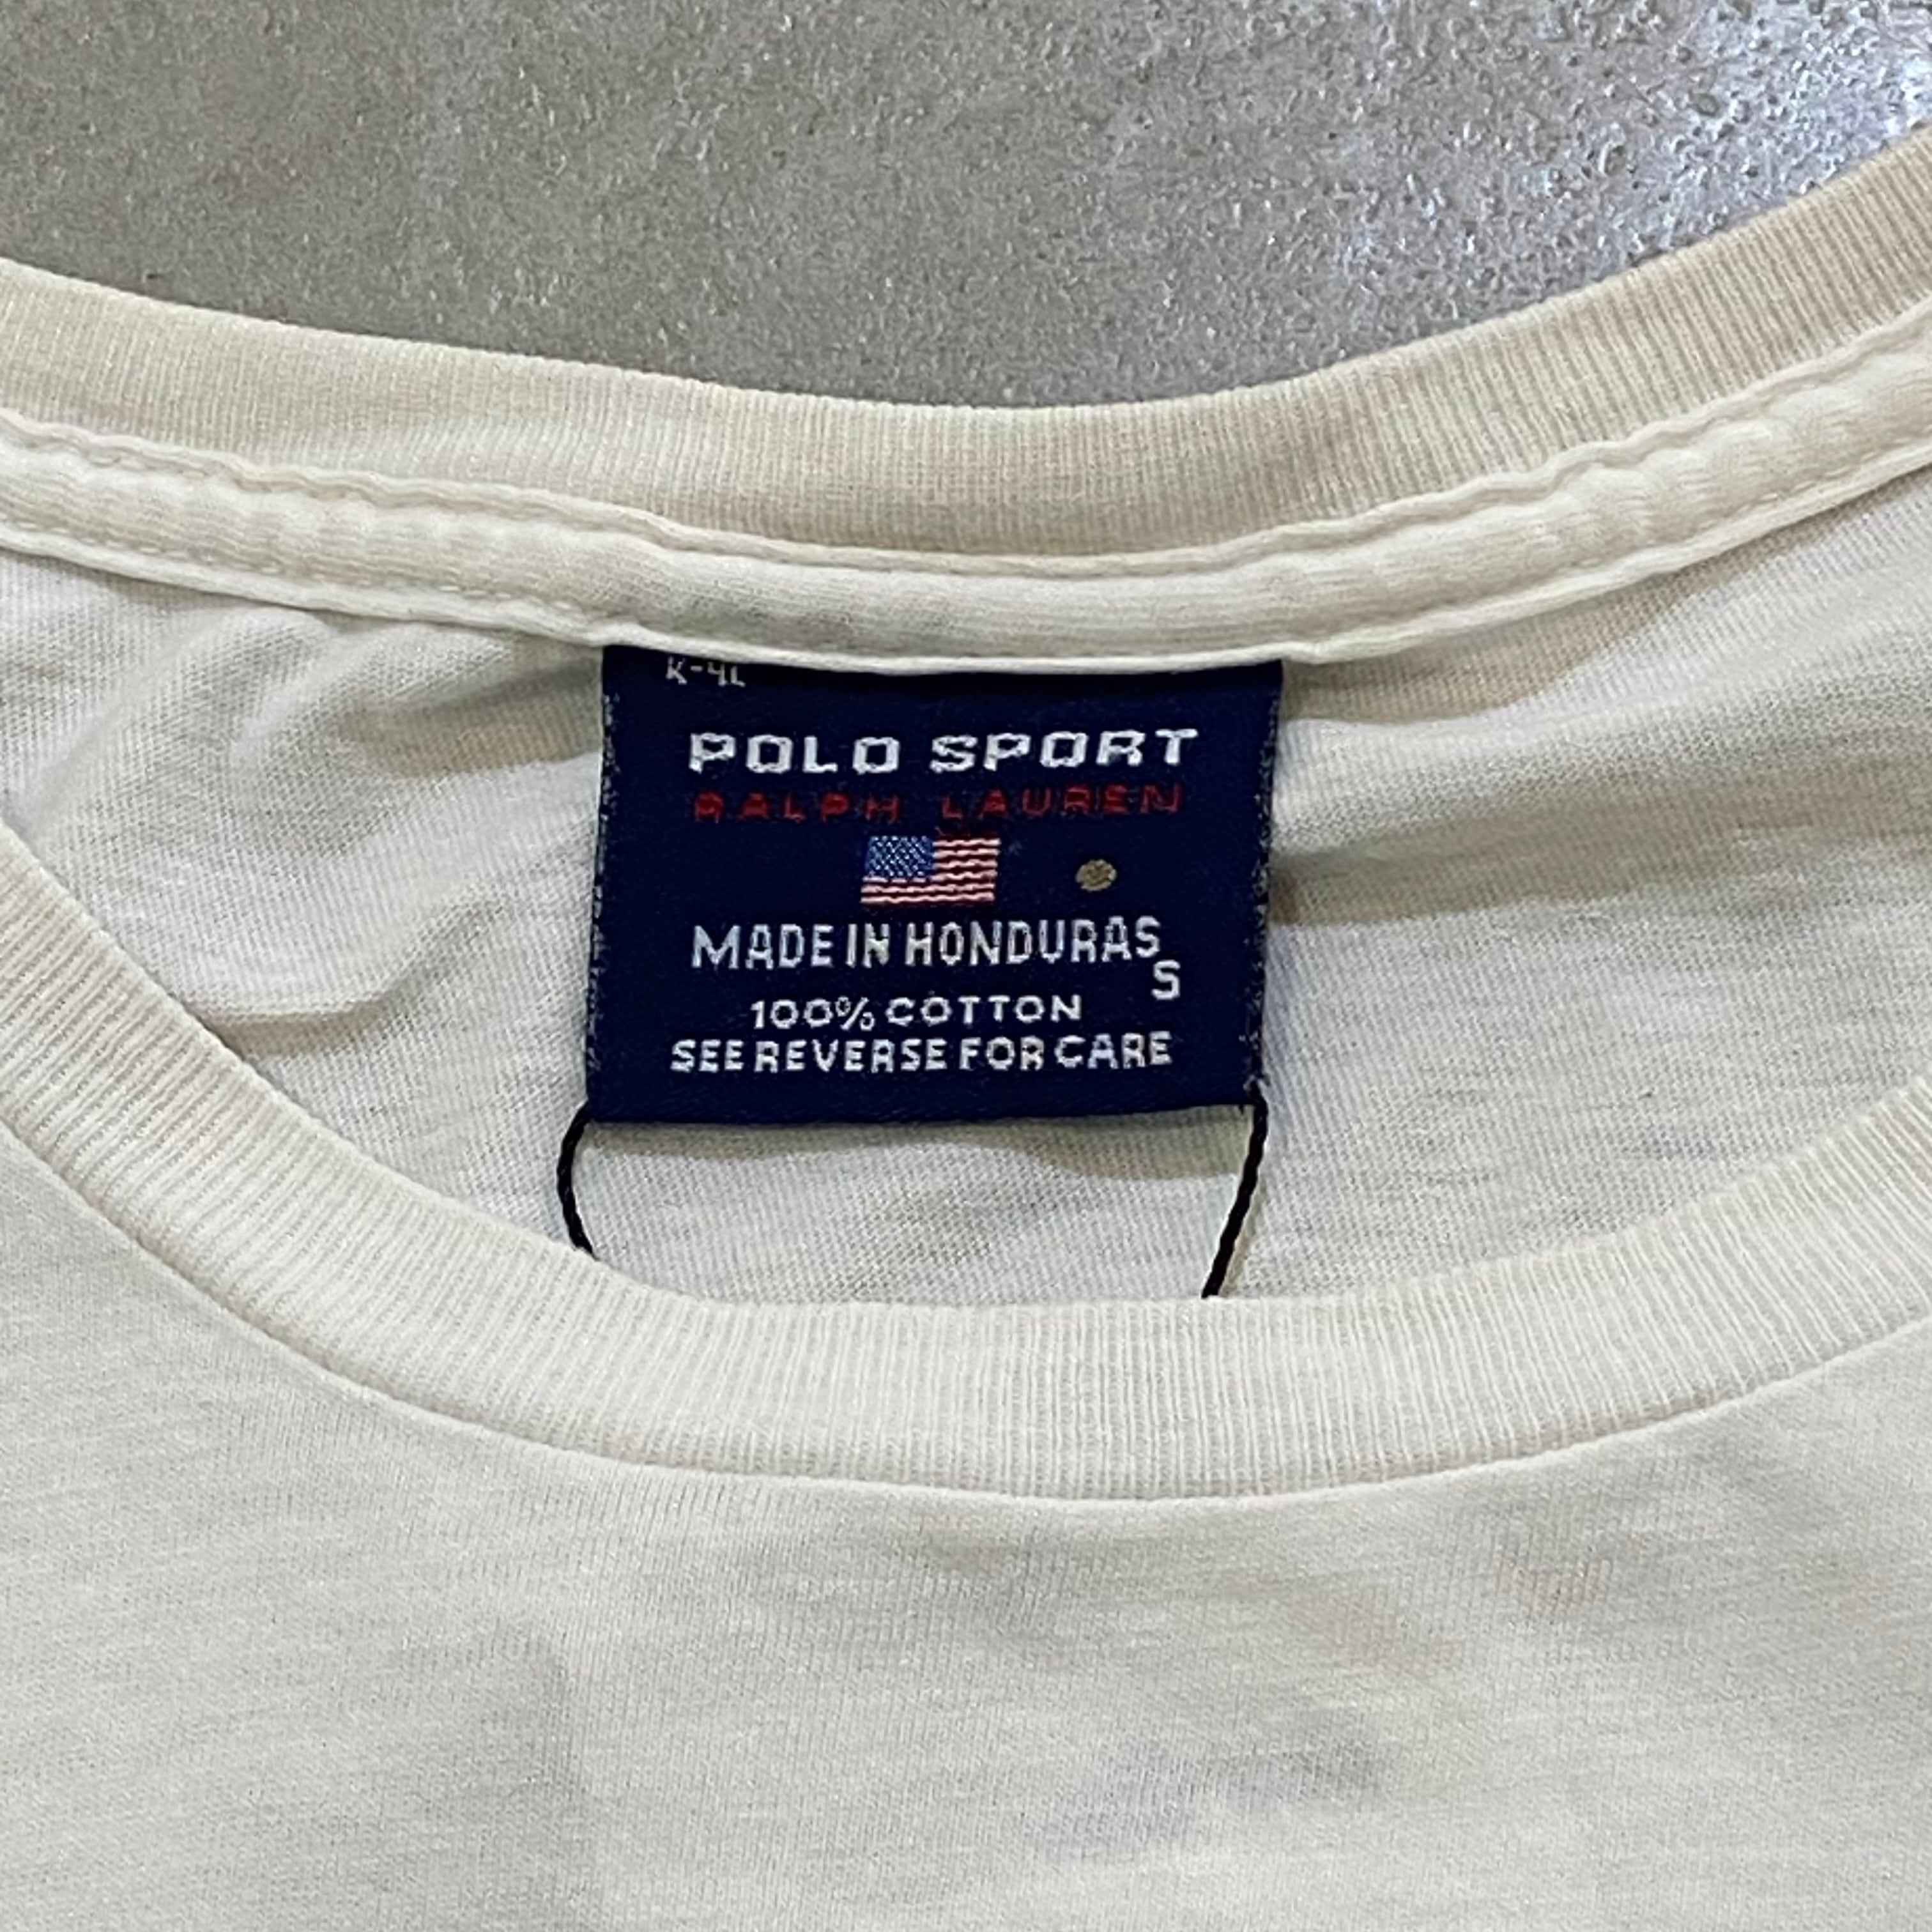 K-4L
POLO SPORT
RALPH LAUREN
MADE IN HONDURAS
S
100% COTTON
SEE REVERSE FOR CARE